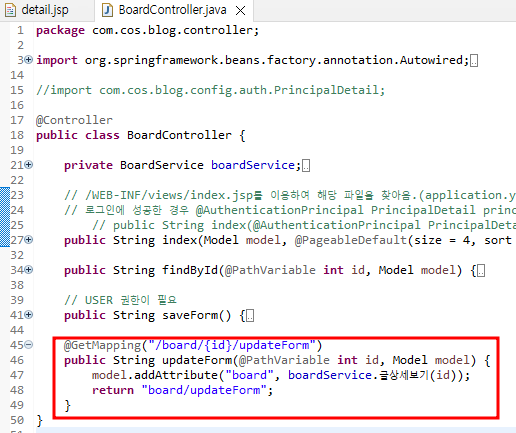 detail.jsp
BoardController.java
1 package com.cos.blog.controller;
2
3 import org.springframework.beans.factory.annotation.Autowired;
14
15 //import com.cos.blog.config.auth.PrincipalDetail;
16
17 @Controller
18 public class BoardController {
19
21 private BoardService boardService;
22
23 // /WEB-INF/views/index.jsp를 이용하여 해당 파일을 찾아음.(application.y
24 // 로그인에 성공한 경우 @AuthenticationPrincipal PrincipalDetail princ
25 // public String index(@AuthenticationPrincipal PrincipalDet
27 public String index(Model model, @PageableDefault(size = 4, sort
32
34 public String findById(@PathVariable int id, Model model) {
39
40 // USER 권한이 필요
41 public String saveForm() {
44
45 @GetMapping("/board/{id}/updateForm")
46 public String updateForm(@PathVariable int id, Model model) {
47 model.addAttribute("board", boardService.글상세보기(id));
48 return "board/updateForm";
49 }
50 }
51